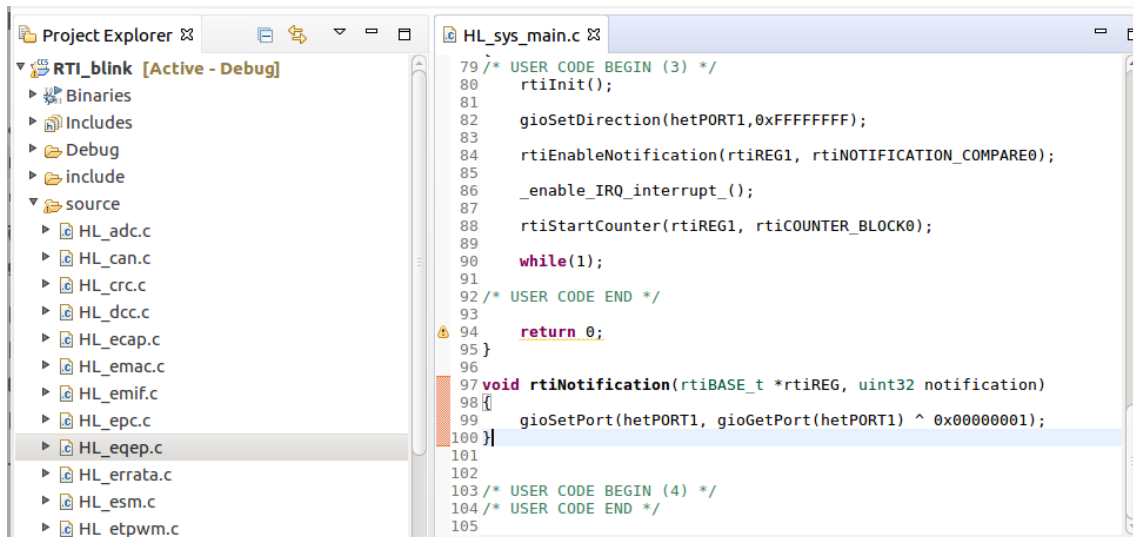 Project Explorer
RTI_blink [Active - Debug]
Binaries
Includes
Debug
include
source
HL_adc.c
HL_can.c
HL_crc.c
HL_dcc.c
HL_ecap.c
HL_emac.c
HL_emif.c
HL_epc.c
HL_eqep.c
HL_errata.c
HL_esm.c
HL_etpwm.c
HL_sys_main.c
79 /* USER CODE BEGIN (3) */
80 rtiInit();
81
82 gioSetDirection(hetPORT1,0xFFFFFFFF);
83
84 rtiEnableNotification(rtiREG1, rtiNOTIFICATION_COMPARE0);
85
86 _enable_IRQ_interrupt_();
87
88 rtiStartCounter(rtiREG1, rtiCOUNTER_BLOCK0);
89
90 while(1);
91
92 /* USER CODE END */
93
94 return 0;
95 }
96
97 void rtiNotification(rtiBASE_t *rtiREG, uint32 notification)
98 {
99 gioSetPort(hetPORT1, gioGetPort(hetPORT1) ^ 0x00000001);
100 }
101
102
103 /* USER CODE BEGIN (4) */
104 /* USER CODE END */
105